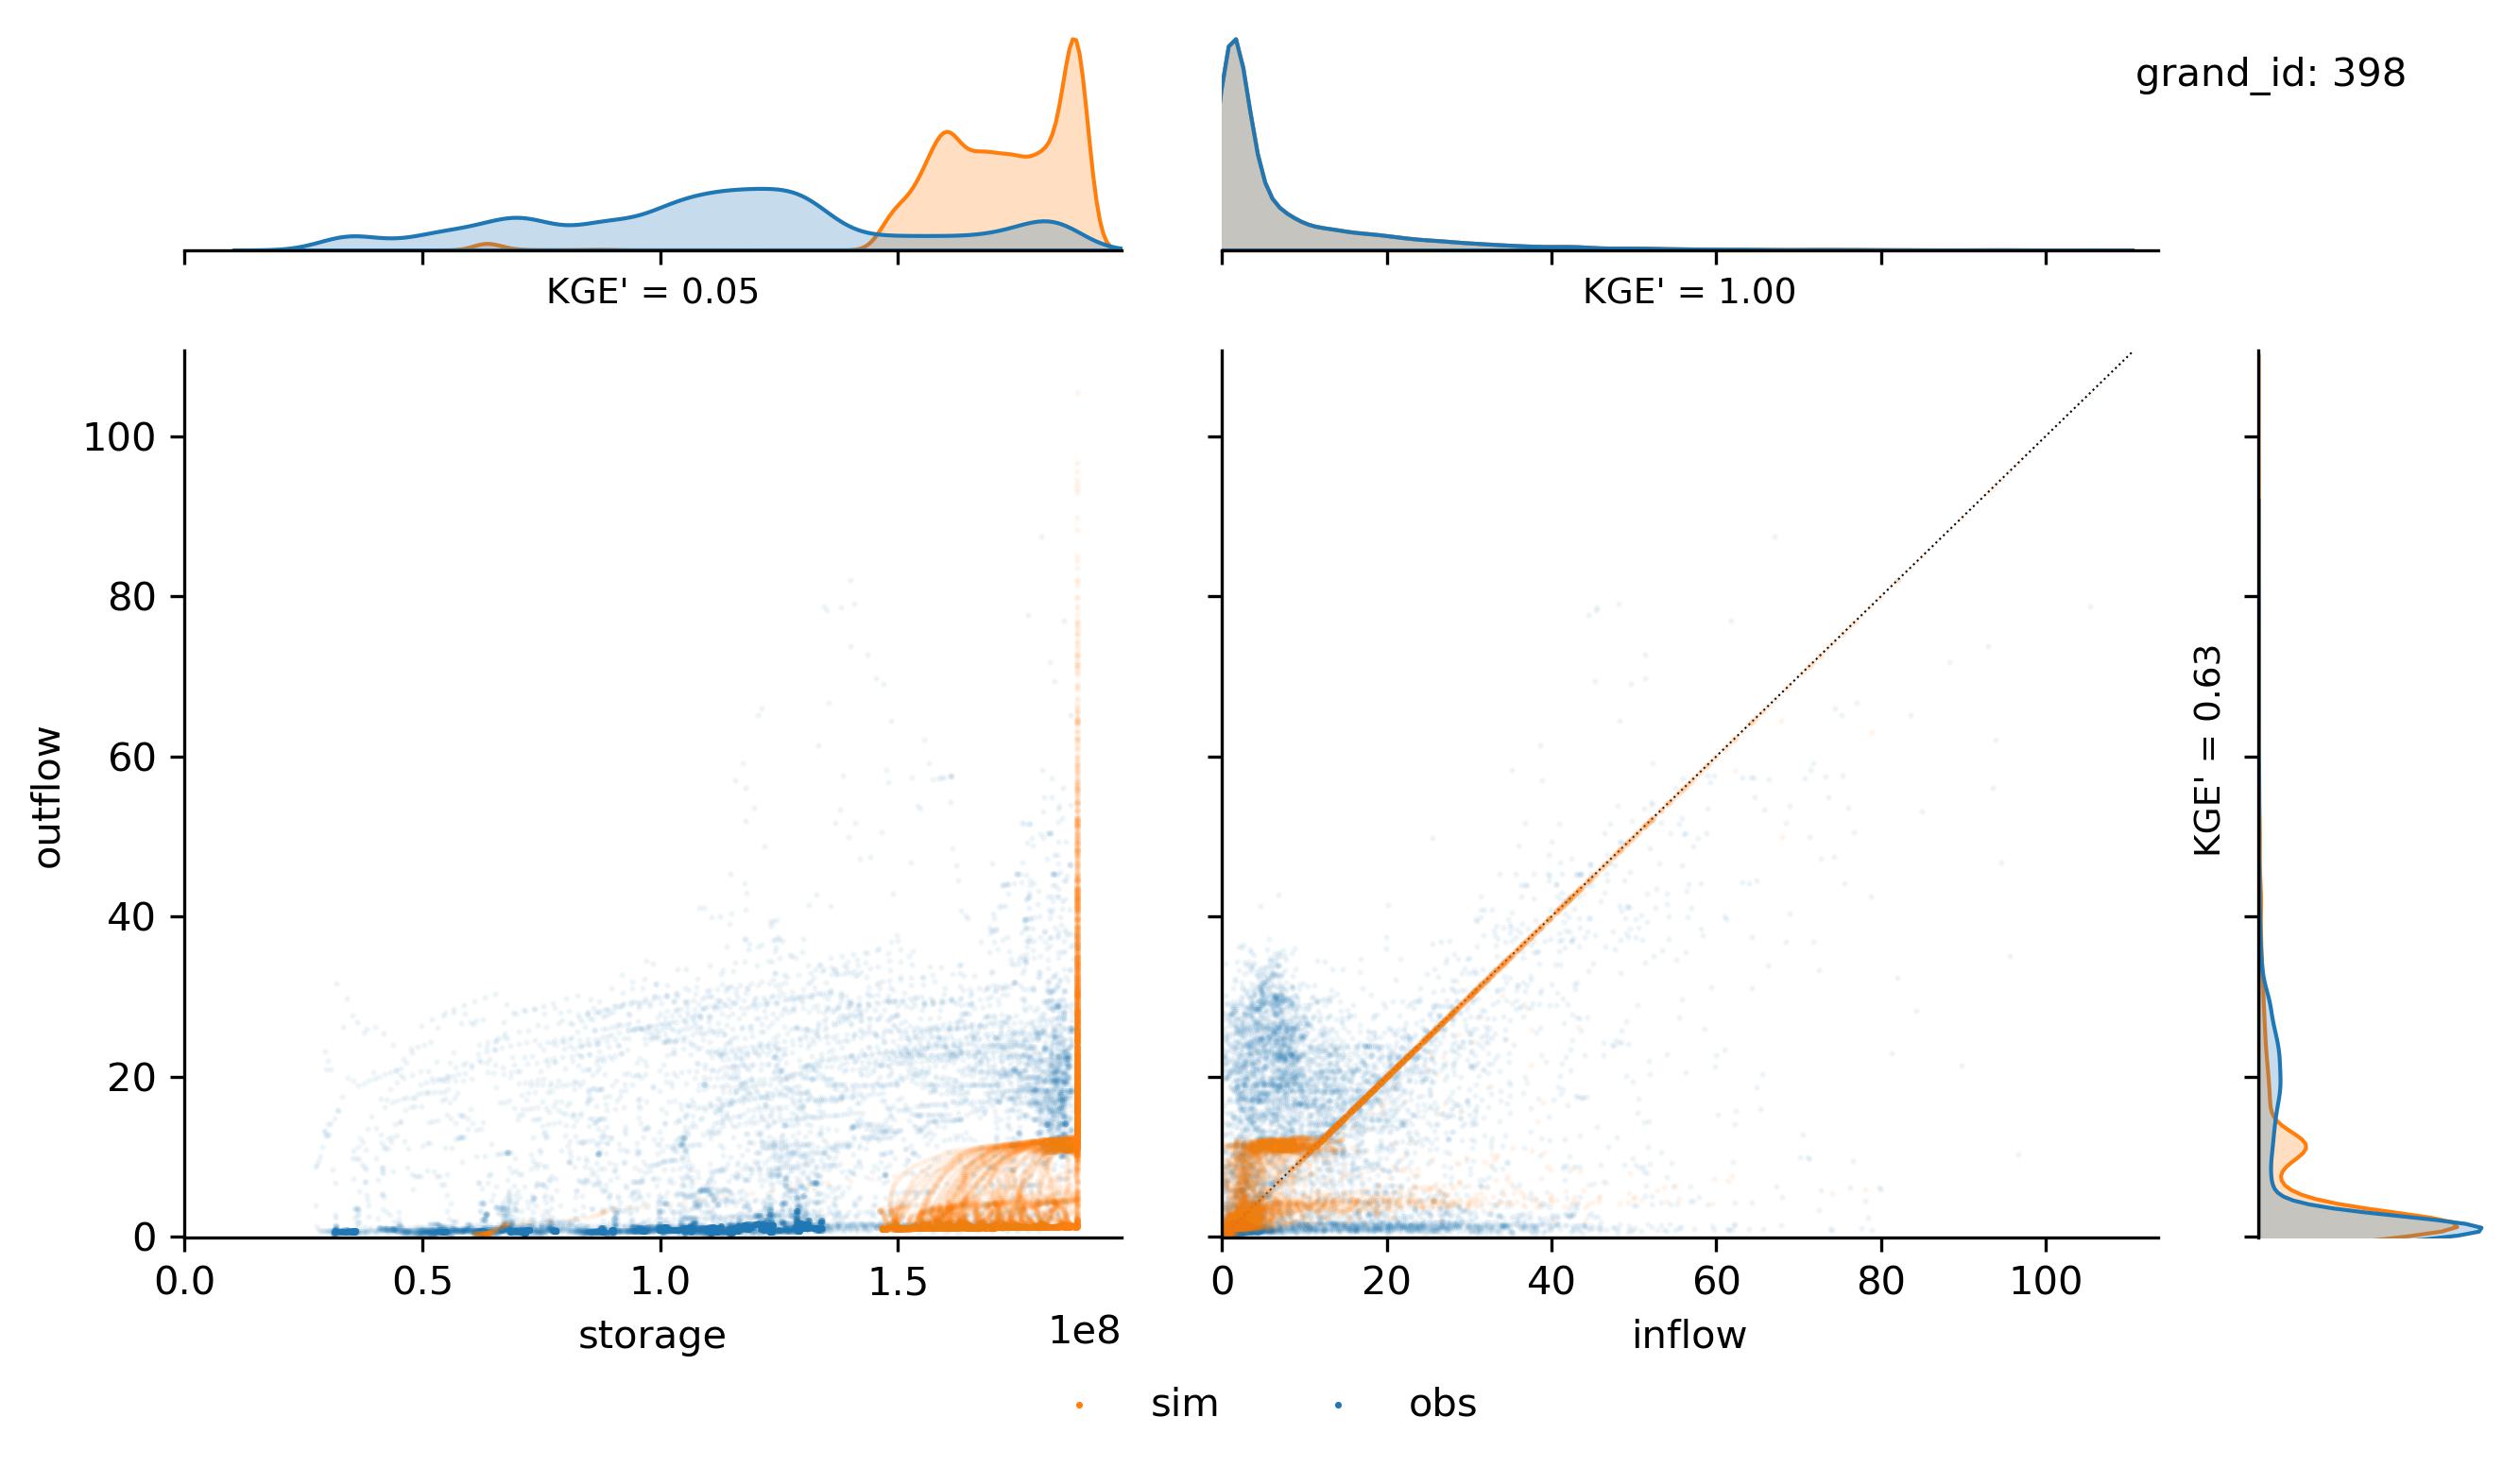 grand_id: 398
KGE' = 0.05
KGE' = 1.00
outflow
100
80
60
40
20
0
KGE' = 0.63
0.0 0.5 1.0 1.5
0 20 40 60 80 100
storage
1e8
inflow
sim
obs